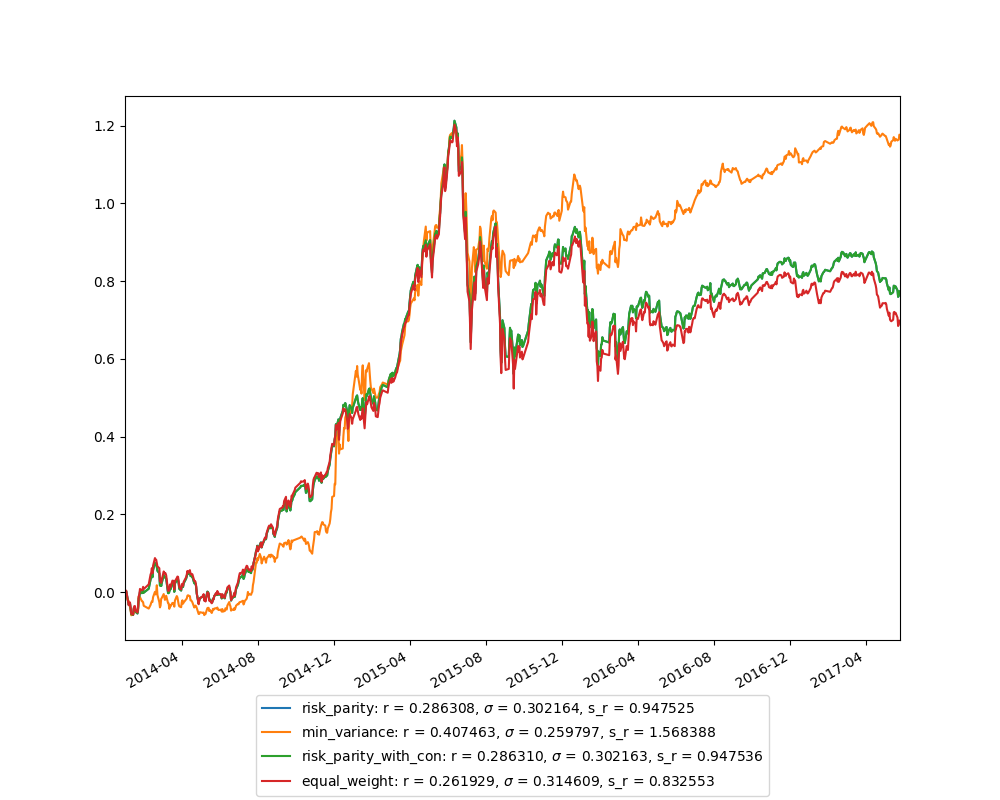 1.2
1.0
0.8
0.6
0.4
0.2
0.0
2014-04 2014-08 2014-12 2015-04 2015-08 2015-12 2016-04 2016-08 2016-12 2017-04
risk_parity: r = 0.286308, σ = 0.302164, s_r = 0.947525
min_variance: r = 0.407463, σ = 0.259797, s_r = 1.568388
risk_parity_with_con: r = 0.286310, σ = 0.302163, s_r = 0.947536
equal_weight: r = 0.261929, σ = 0.314609, s_r = 0.832553